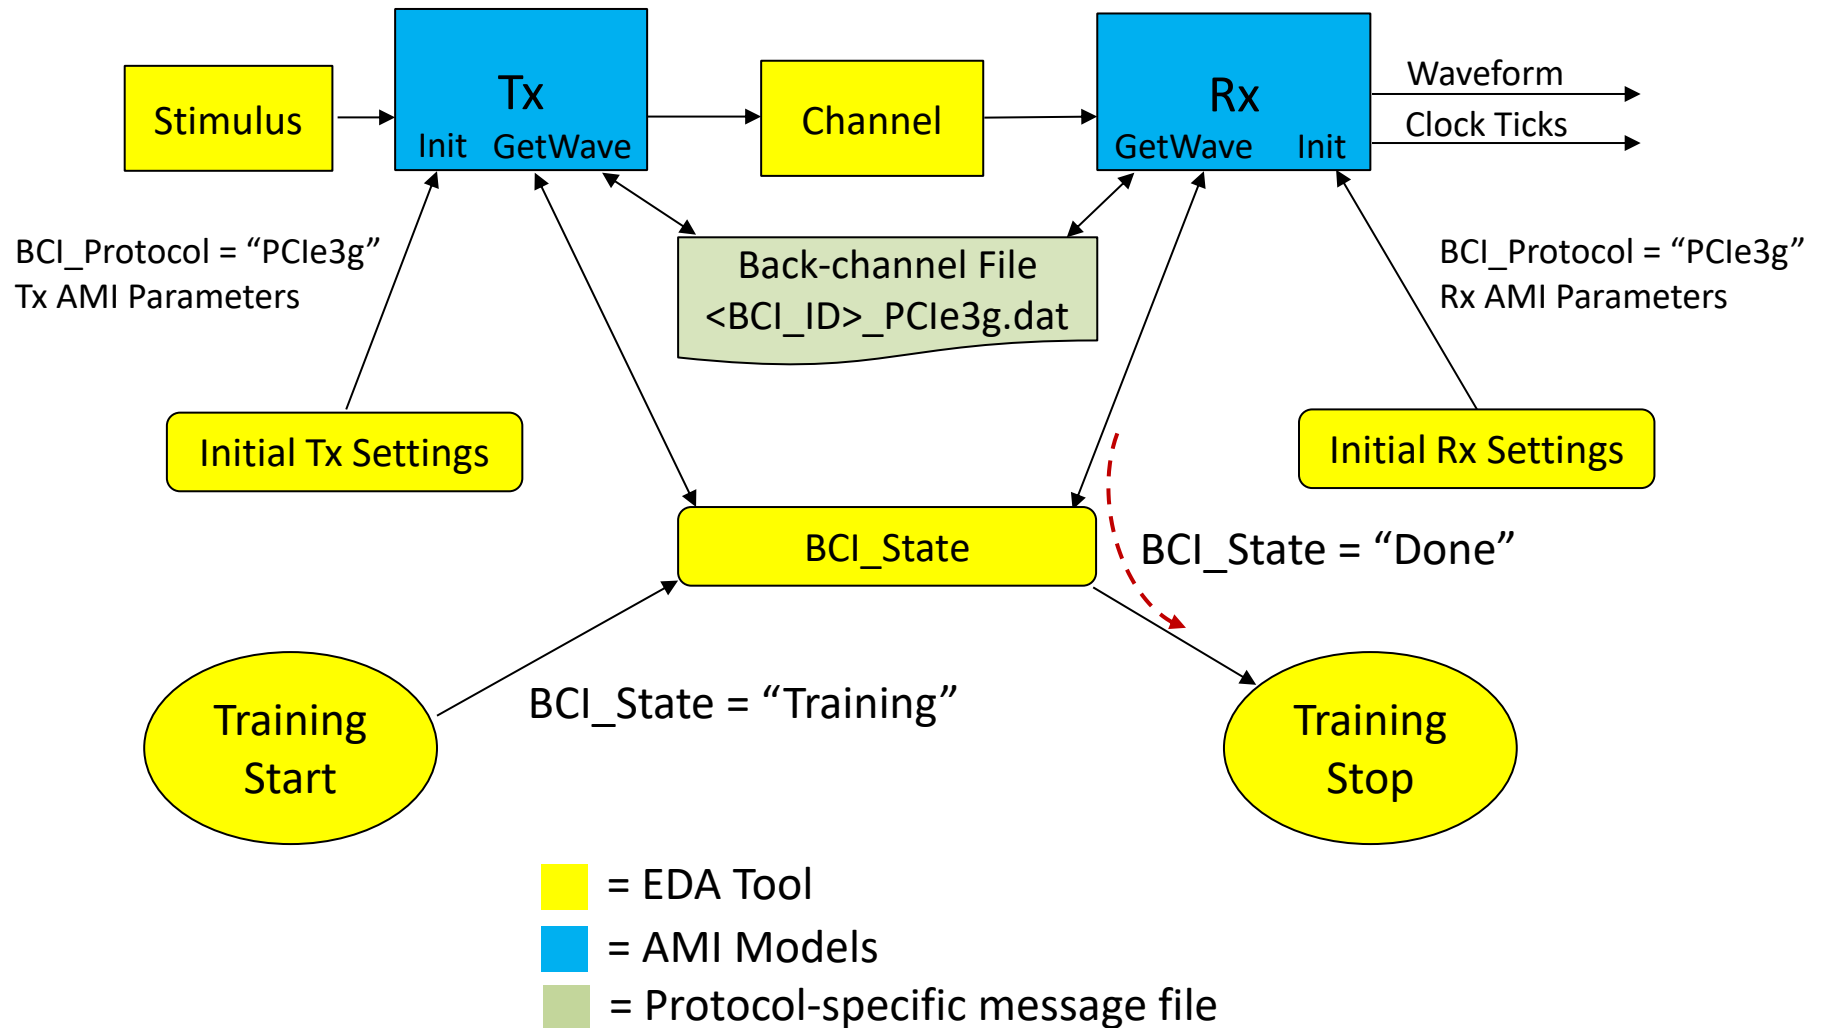 Stimulus
Tx
Init GetWave
Channel
Rx
GetWave Init
Waveform
Clock Ticks
BCI_Protocol = “PCIe3g”
Tx AMI Parameters
Back-channel File
<BCI_ID>_PCIe3g.dat
BCI_Protocol = “PCIe3g”
Rx AMI Parameters
Initial Tx Settings
Initial Rx Settings
BCI_State
BCI_State = “Done”
BCI_State = “Training”
Training
Start
Training
Stop
= EDA Tool
= AMI Models
= Protocol-specific message file